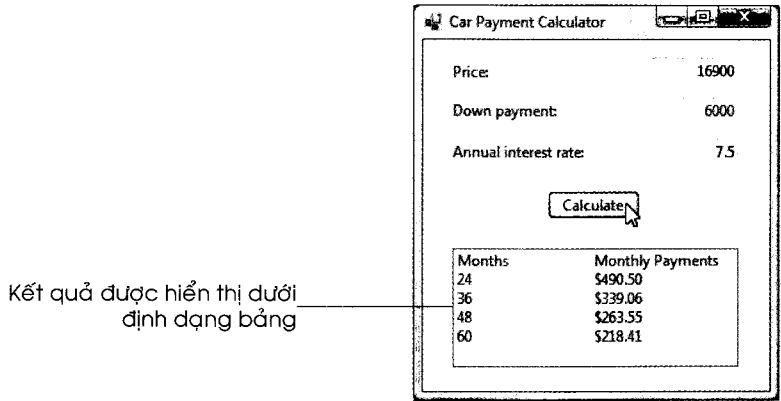 Car Payment Calculator
Price: 16900
Down payment: 6000
Annual interest rate: 7.5
Calculate
Months Monthly Payments
24 $490.50
36 $339.06
48 $263.55
60 $218.41
Kết quả được hiển thị dưới
định dạng bảng